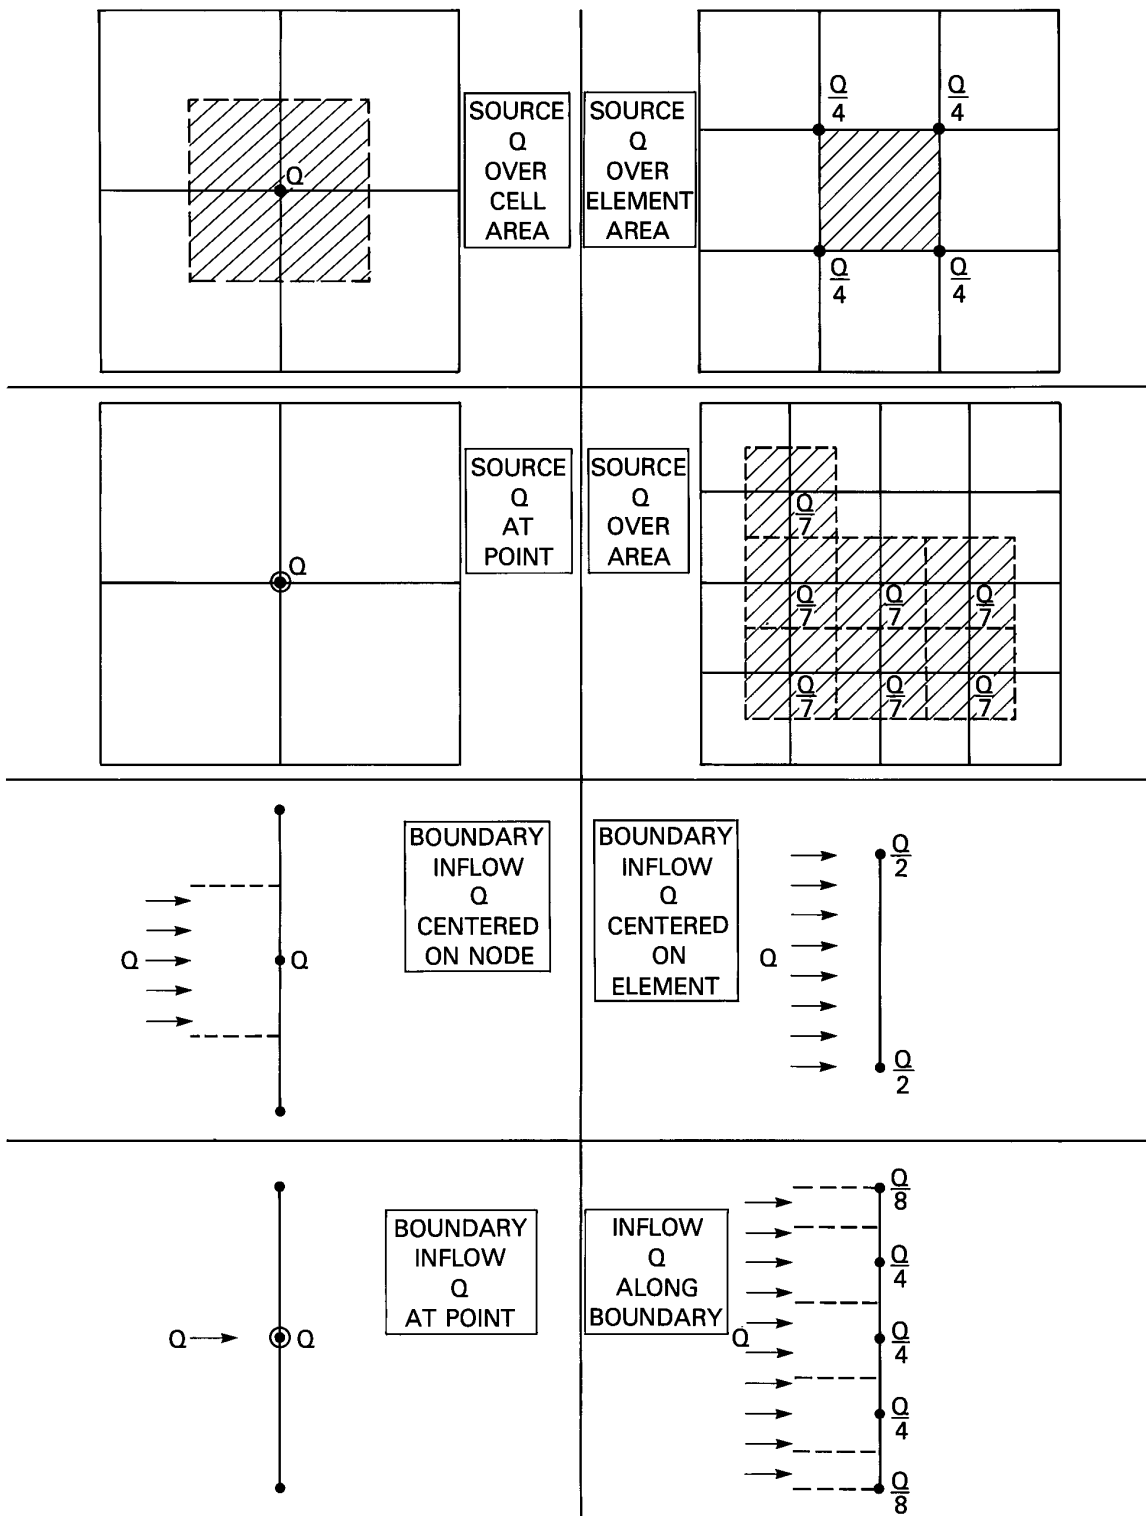 Q
SOURCE
Q
OVER
CELL
AREA
SOURCE
Q
OVER
ELEMENT
AREA
Q/4
Q/4
Q/4
Q/4
Q
SOURCE
Q
AT
POINT
SOURCE
Q
OVER
AREA
Q/7
Q/7 Q/7 Q/7
Q/7 Q/7 Q/7
Q
Q
BOUNDARY
INFLOW
Q
CENTERED
ON NODE
BOUNDARY
INFLOW
Q
CENTERED
ON
ELEMENT
Q
Q/2
Q/2
Q
Q
BOUNDARY
INFLOW
Q
AT POINT
INFLOW
Q
ALONG
BOUNDARY
Q
Q/8
Q/4
Q/4
Q/4
Q/8